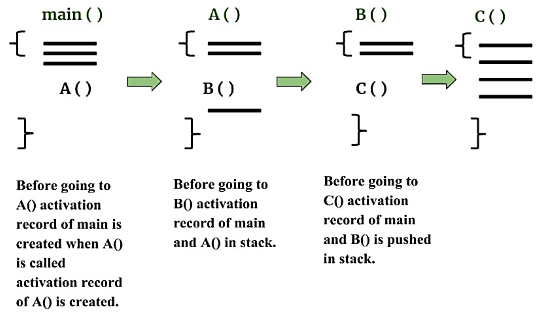 main ( )
A ( )
B ( )
C ( )
A ( )
B ( )
C ( )
Before going to
A() activation
record of main is
created when A()
is called
activation record
of A() is created.
Before going to
B() activation
record of main
and A() in stack.
Before going to
C() activation
record of main
and B() is pushed
in stack.